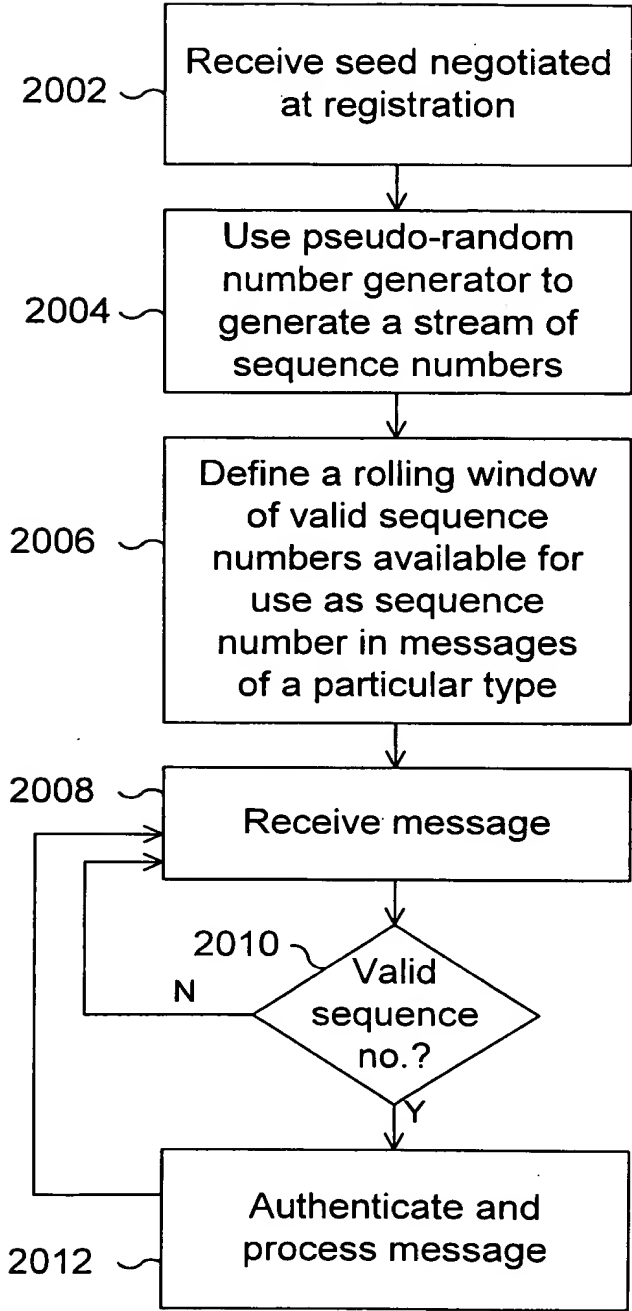 2002
Receive seed negotiated
at registration
2004
Use pseudo-random
number generator to
generate a stream of
sequence numbers
2006
Define a rolling window
of valid sequence
numbers available for
use as sequence
number in messages
of a particular type
2008
Receive message
2010
Valid
sequence
no.?
N
Y
2012
Authenticate and
process message